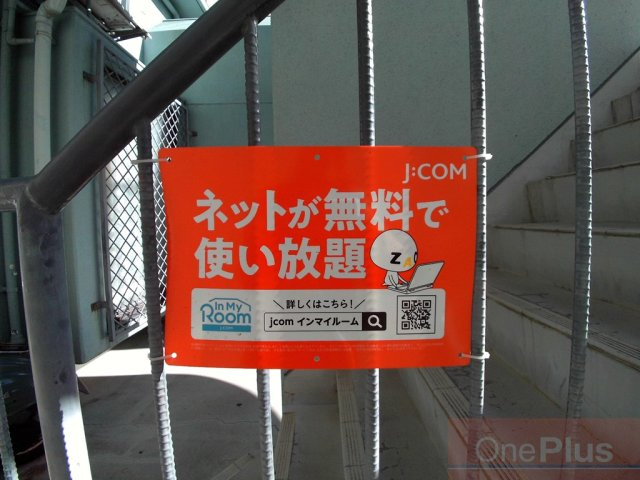 J:COM
ネットが無料で
使い放題
Z
In My
Room
J:COM
＼詳しくはこちら！／
jcom インマイルーム
OnePlus